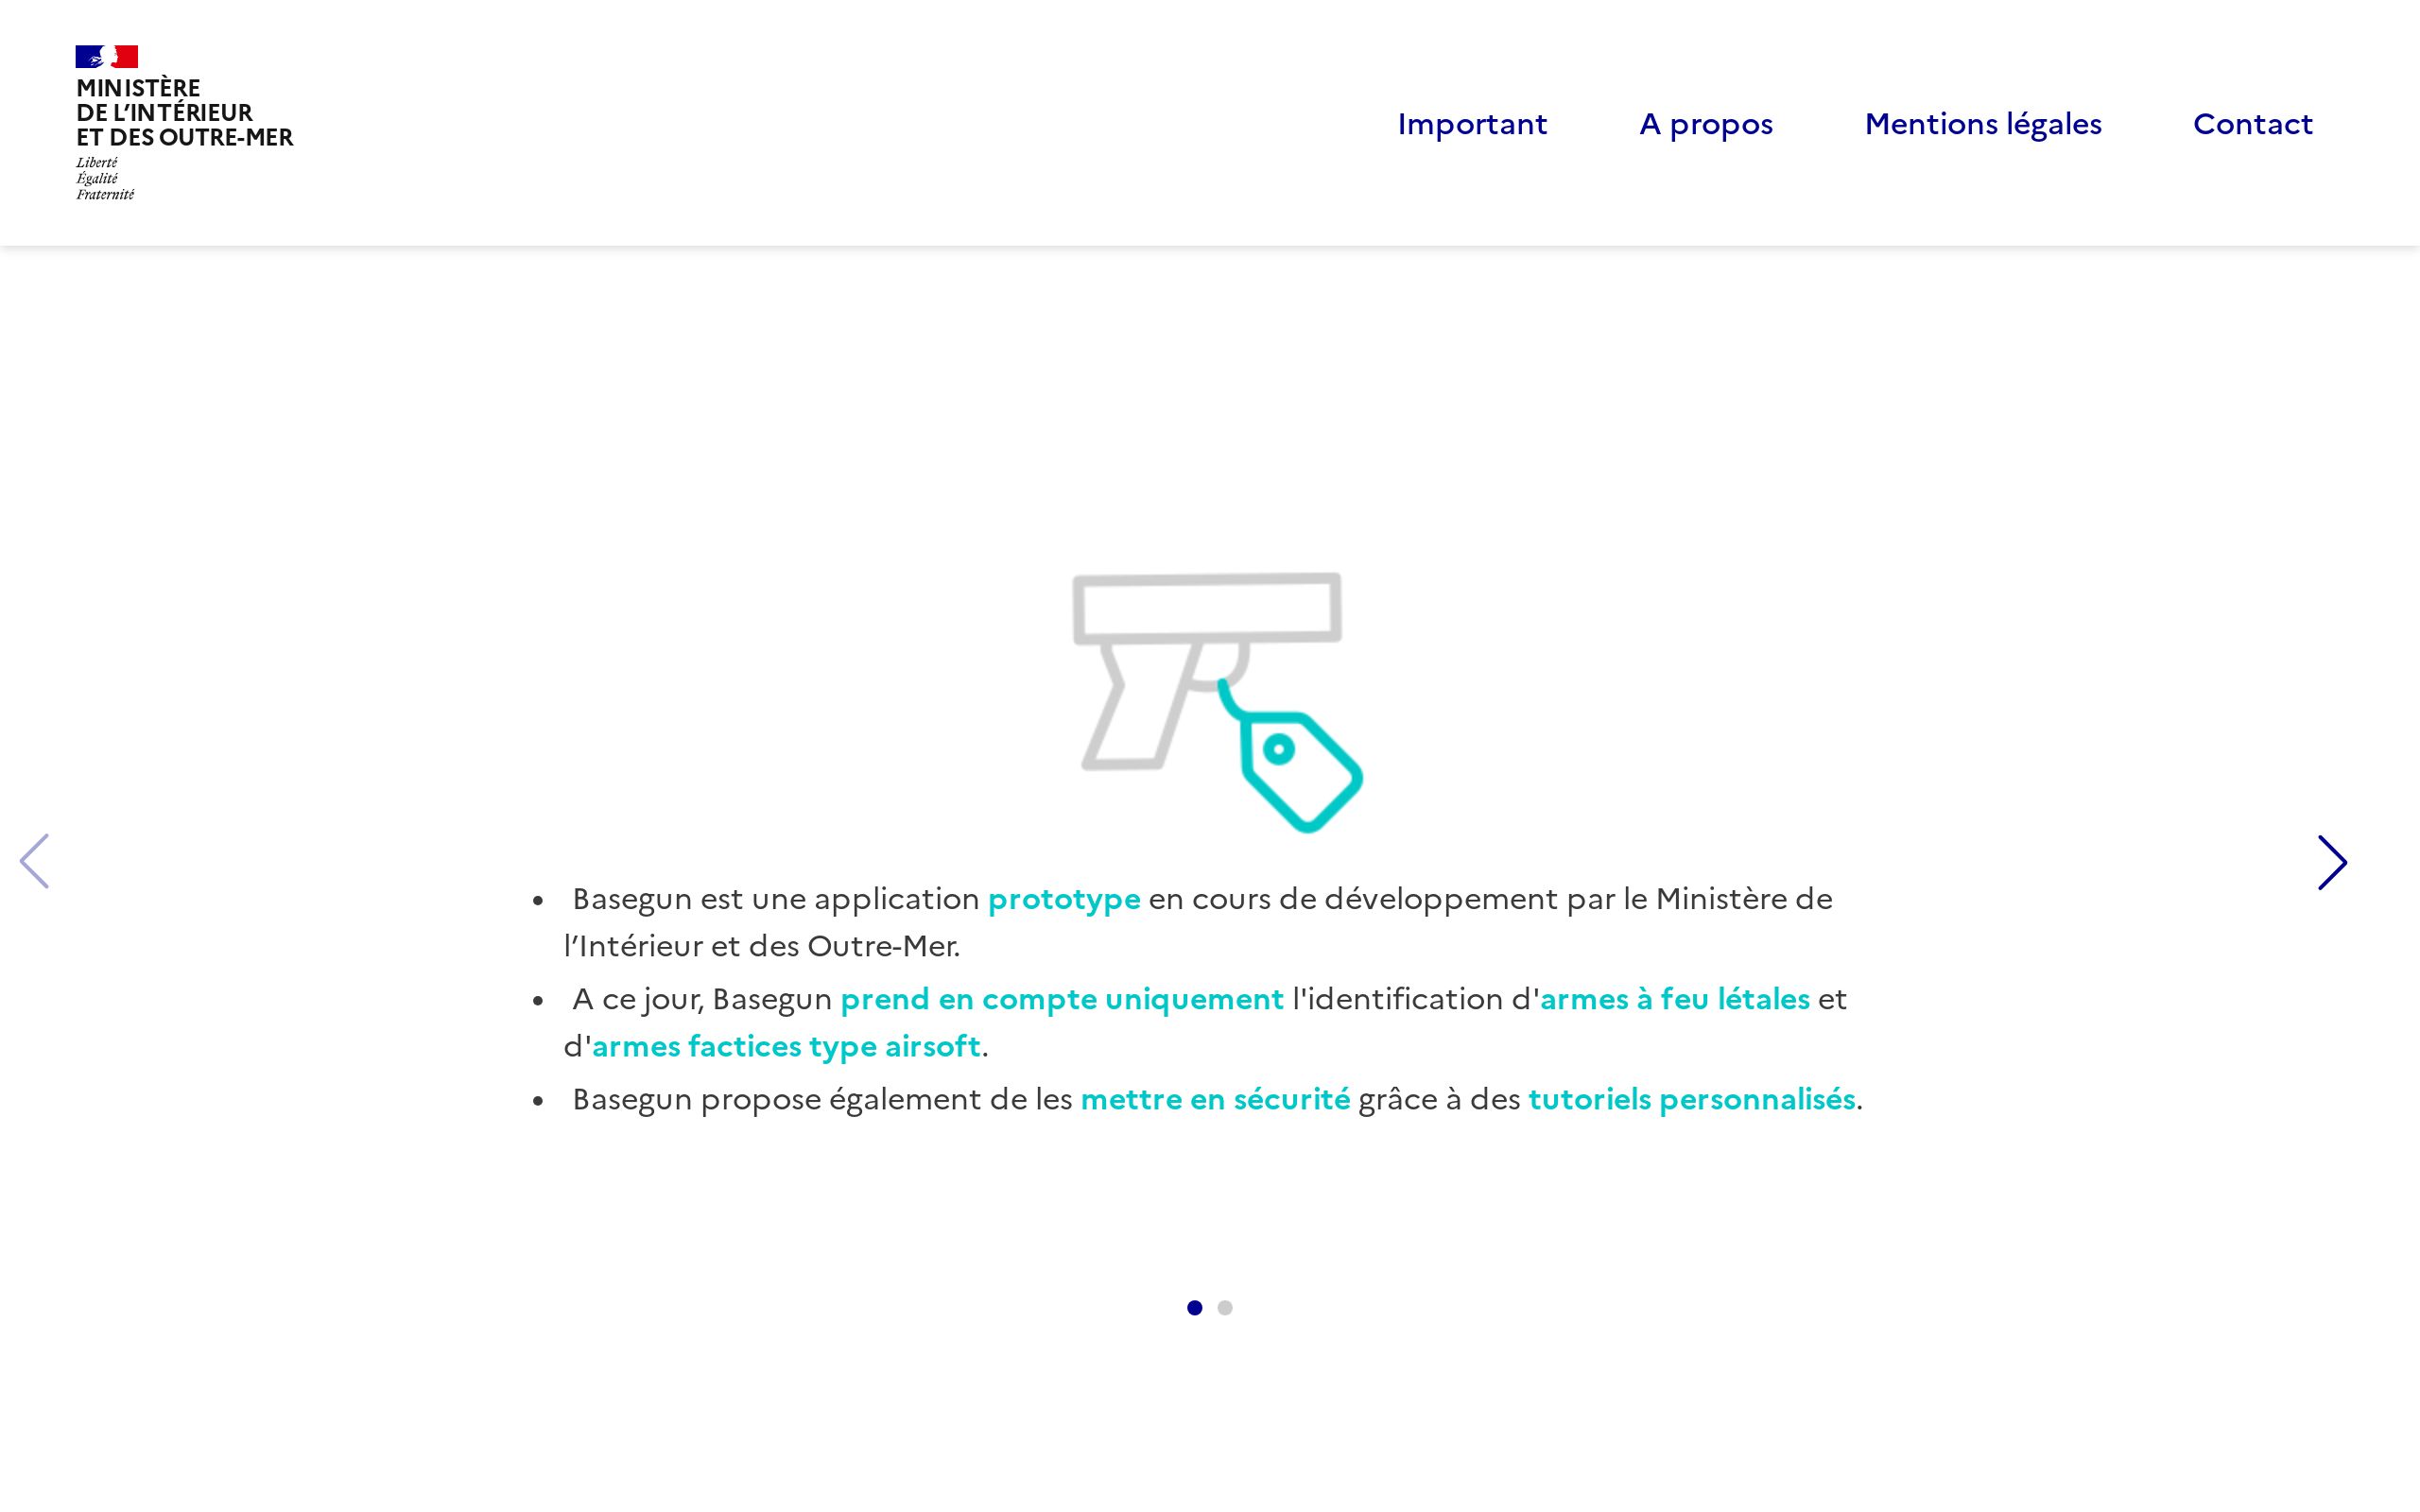 MINISTÈRE
DE L’INTÉRIEUR
ET DES OUTRE-MER
Liberté
Égalité
Fraternité
Important
A propos
Mentions légales
Contact
• Basegun est une application prototype en cours de développement par le Ministère de
l’Intérieur et des Outre-Mer.
• A ce jour, Basegun prend en compte uniquement l'identification d'armes à feu létales et
d'armes factices type airsoft.
• Basegun propose également de les mettre en sécurité grâce à des tutoriels personnalisés.